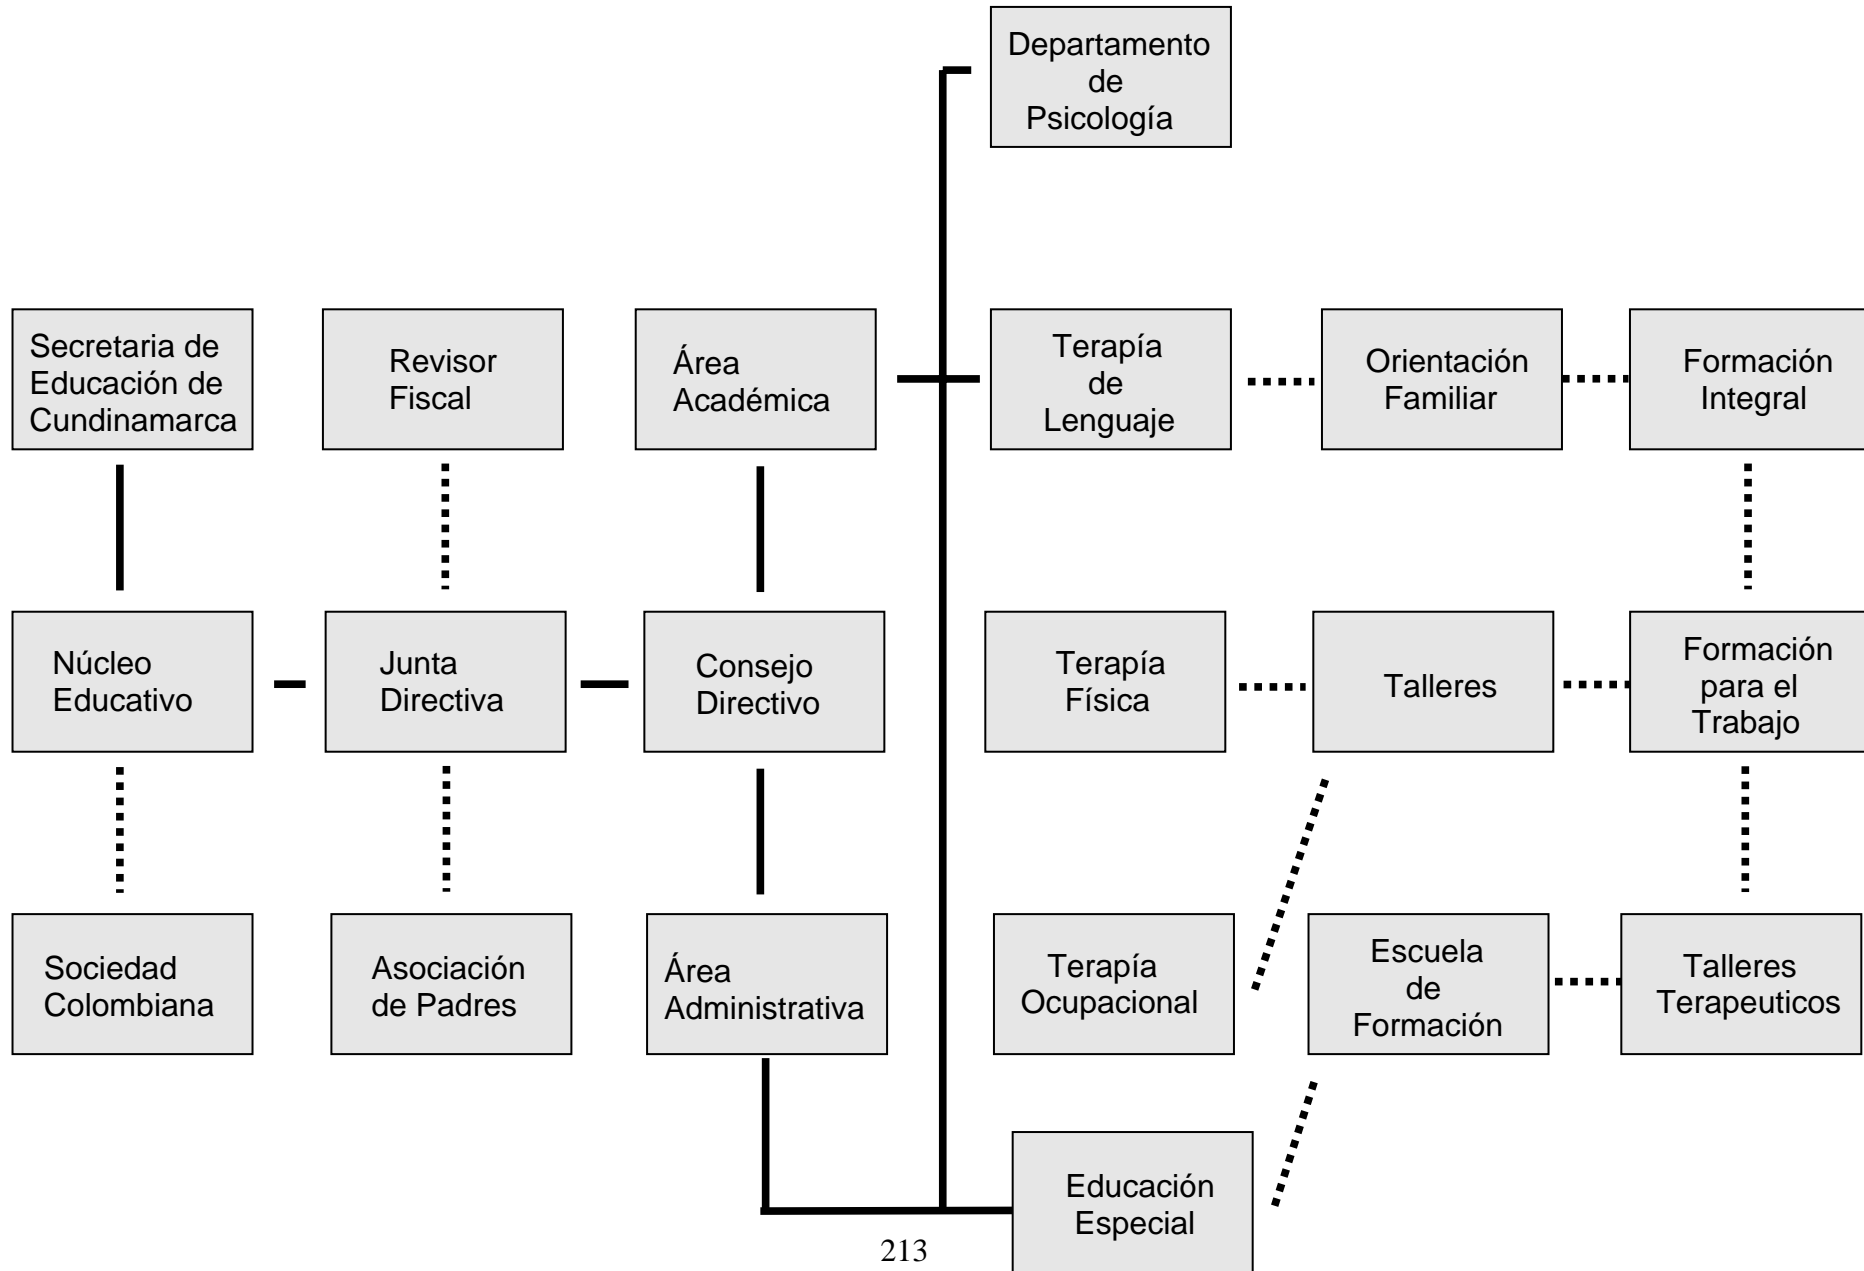 Departamento
de
Psicología
Secretaria de
Educación de
Cundinamarca
Revisor
Fiscal
Área
Académica
Terapía
de
Lenguaje
Orientación
Familiar
Formación
Integral
Núcleo
Educativo
Junta
Directiva
Consejo
Directivo
Terapía
Física
Talleres
Formación
para el
Trabajo
Sociedad
Colombiana
Asociación
de Padres
Área
Administrativa
Terapía
Ocupacional
Escuela
de
Formación
Talleres
Terapeuticos
Educación
Especial
213